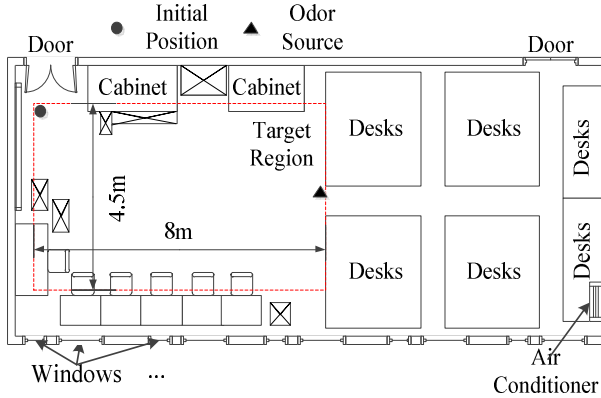 Initial
Position
Odor
Source
Door
Door
Cabinet
Cabinet
Target
Region
Desks
Desks
Desks
4.5m
8m
Desks
Desks
Desks
Windows ...
Air
Conditioner